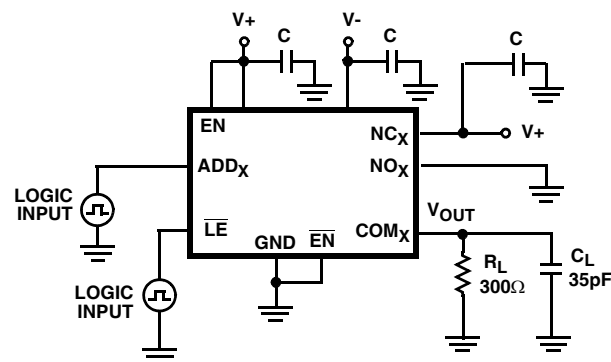 V+ V-
C C C
EN
NCX V+
ADDX NOX
LOGIC
INPUT
VOUT
LE
GND EN COMX
RL
300Ω
CL
35pF
LOGIC
INPUT